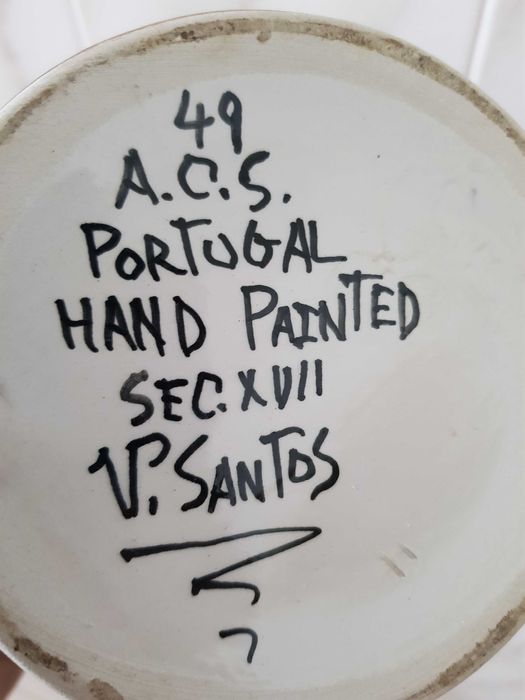 49
A.C.S.
PORTUGAL
HAND PAINTED
SEC.XVII
V. SANTOS